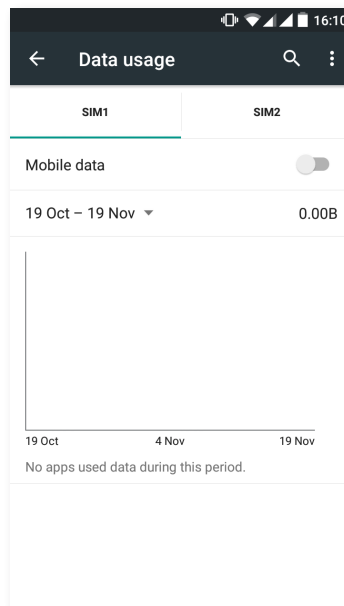 16:10
Data usage
SIM1 SIM2
Mobile data
19 Oct – 19 Nov 0.00B
19 Oct 4 Nov 19 Nov
No apps used data during this period.